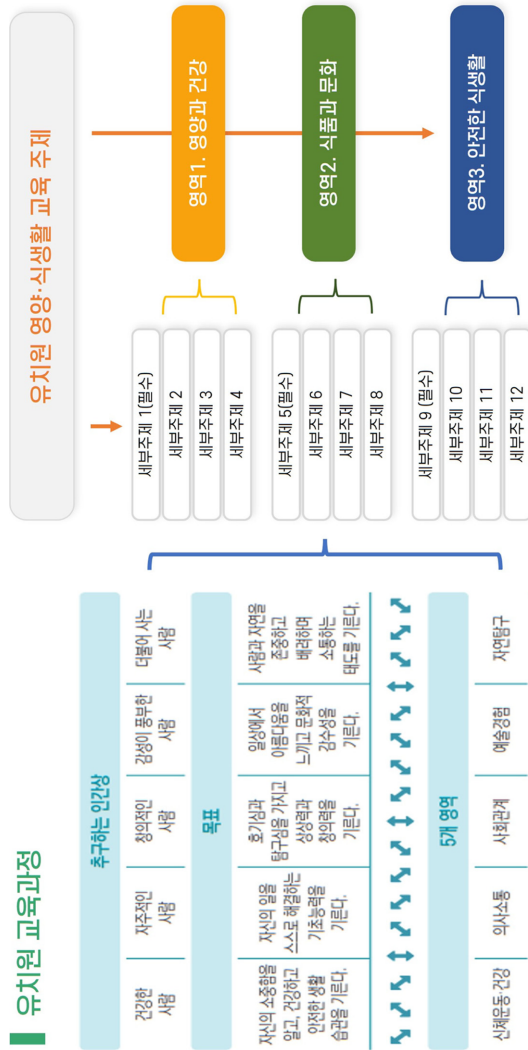 유치원 교육과정
추구하는 인간상
건강한
사람
자주적인
사람
창의적인
사람
감성이 풍부한
사람
더불어 사는
사람
목표
자신의 소중함을
알고, 건강하고
안전한 생활
습관을 기른다.
자신의 일을
스스로 해결하는
기초능력을
기른다.
호기심과
탐구심을 가지고
상상력과
창의력을
기른다.
일상에서
아름다움을
느끼고 문화적
감수성을
기른다.
사람과 자연을
존중하고
배려하며
소통하는
태도를 기른다.
5개 영역
신체운동·건강
의사소통
사회관계
예술경험
자연탐구
유치원 영양·식생활 교육 주제
세부주제 1(필수)
세부주제 2
세부주제 3
세부주제 4
영역1. 영양과 건강
세부주제 5(필수)
세부주제 6
세부주제 7
세부주제 8
영역2. 식품과 문화
세부주제 9 (필수)
세부주제 10
세부주제 11
세부주제 12
영역3. 안전한 식생활